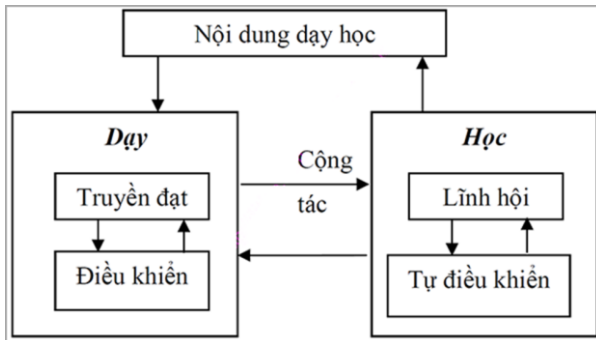 Nội dung dạy học
Dạy
Học
Cộng
tác
Truyền đạt
Lĩnh hội
Điều khiển
Tự điều khiển